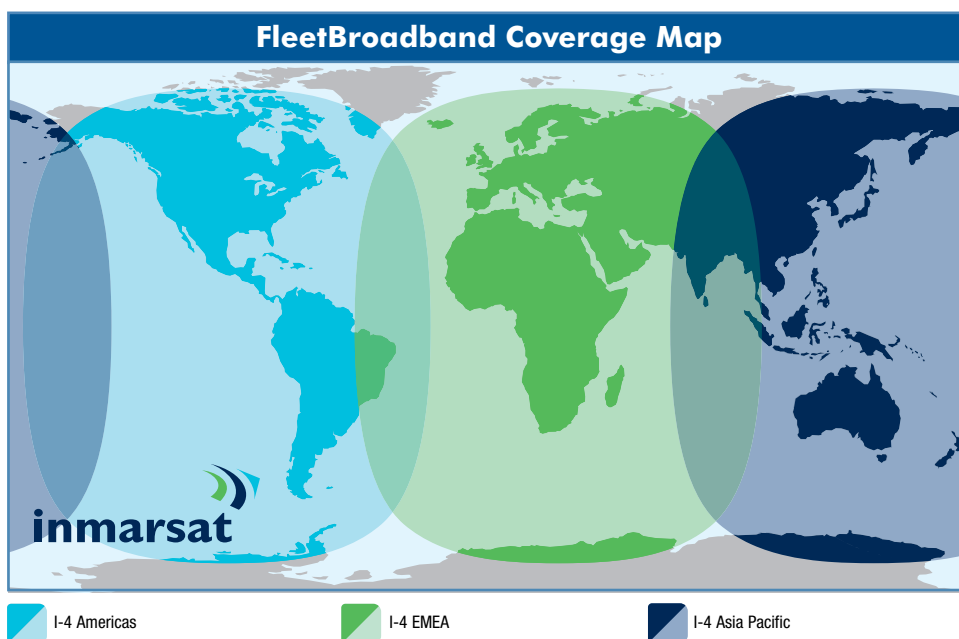 FleetBroadband Coverage Map
inmarsat
I-4 Americas
I-4 EMEA
I-4 Asia Pacific